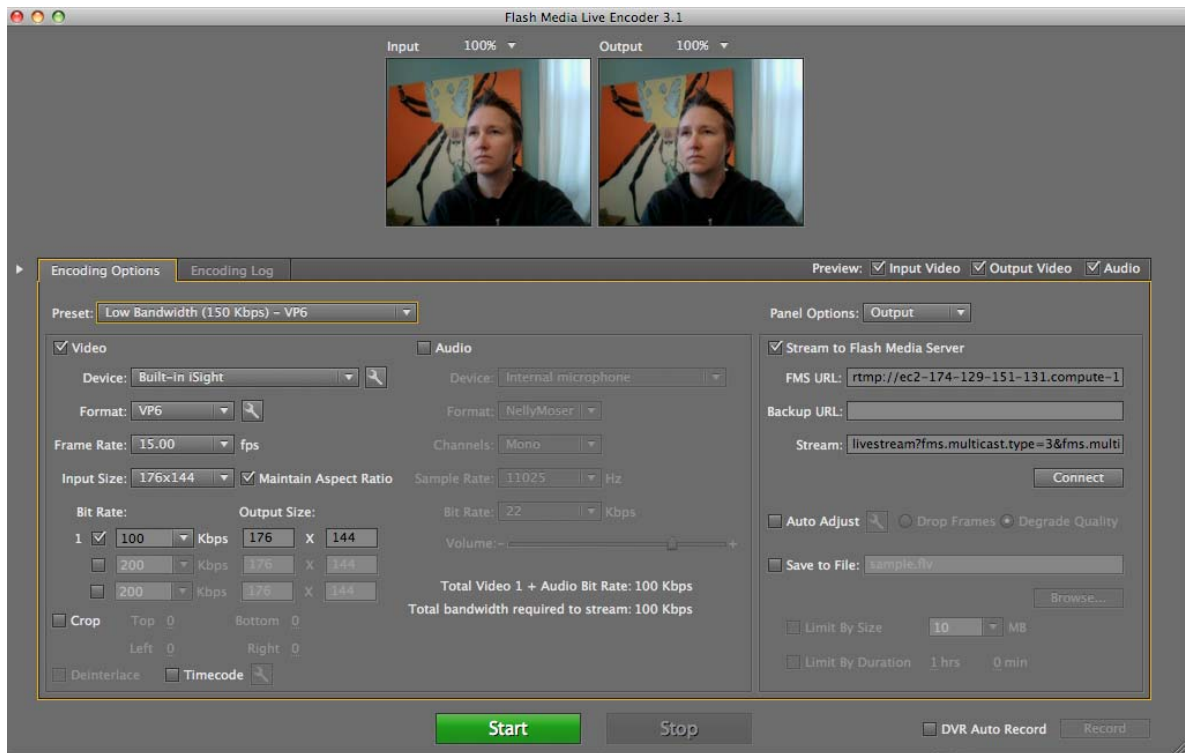 Flash Media Live Encoder 3.1
Input 100% Output 100%
Encoding Options Encoding Log Preview: Input Video Output Video Audio
Preset: Low Bandwidth (150 Kbps) – VP6 Panel Options: Output
Video
Device: Built-in iSight
Format: VP6
Frame Rate: 15.00 fps
Input Size: 176x144 Maintain Aspect Ratio
Bit Rate: Output Size:
1 100 Kbps 176 X 144
200 Kbps 176 X 144
200 Kbps 176 X 144
Crop Top 0 Bottom 0
Left 0 Right 0
Deinterlace Timecode
Audio
Device: Internal microphone
Format: NellyMoser
Channels: Mono
Sample Rate: 11025 Hz
Bit Rate: 22 Kbps
Volume: – +
Total Video 1 + Audio Bit Rate: 100 Kbps
Total bandwidth required to stream: 100 Kbps
Stream to Flash Media Server
FMS URL: rtmp://ec2-174-129-151-131.compute-1
Backup URL:
Stream: livestream?fms.multicast.type=3&fms.multi
Connect
Auto Adjust Drop Frames Degrade Quality
Save to File: sample.flv
Browse...
Limit By Size 10 MB
Limit By Duration 1 hrs 0 min
Start Stop DVR Auto Record Record